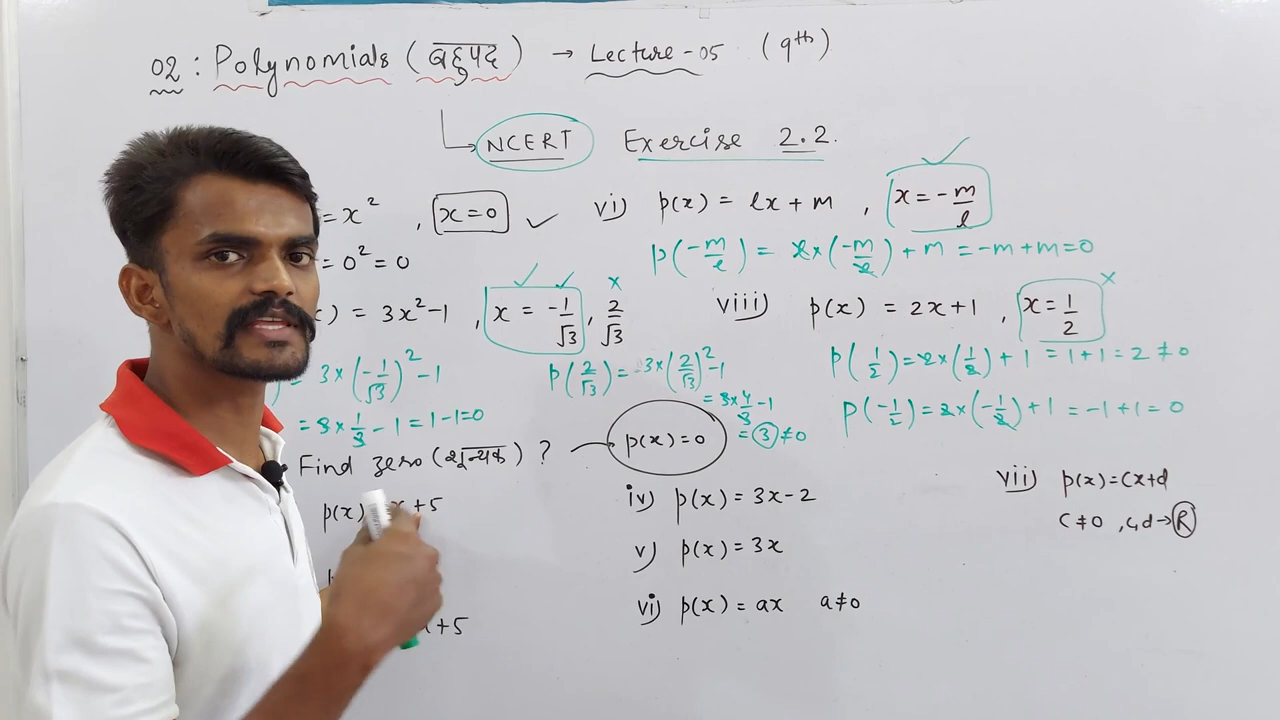 02 : Polynomials (बहुपद) → Lecture-05 (9th)
NCERT Exercise 2.2.
= x², x=0 ✓
= 0² = 0
) = 3x²-1, x = -1/√3, 2/√3
= 3×(-1/√3)²-1
= 3×1/3-1 = 1-1=0
p(2/√3) = 3×(2/√3)²-1
= 3×4/3-1
= 3 ≠ 0
vi) p(x) = lx+m, x = -m/l
p(-m/l) = l×(-m/l)+m = -m+m=0
viii) p(x) = 2x+1, x = 1/2
p(1/2) = 2×(1/2)+1 = 1+1 = 2 ≠ 0
p(-1/2) = 2×(-1/2)+1 = -1+1 = 0
Find zero (शून्यक) ? p(x)=0
p(x) x+5
+5
iv) p(x) = 3x-2
v) p(x) = 3x
vi) p(x) = ax a≠0
vii) p(x)=cx+d
c≠0, c,d→R